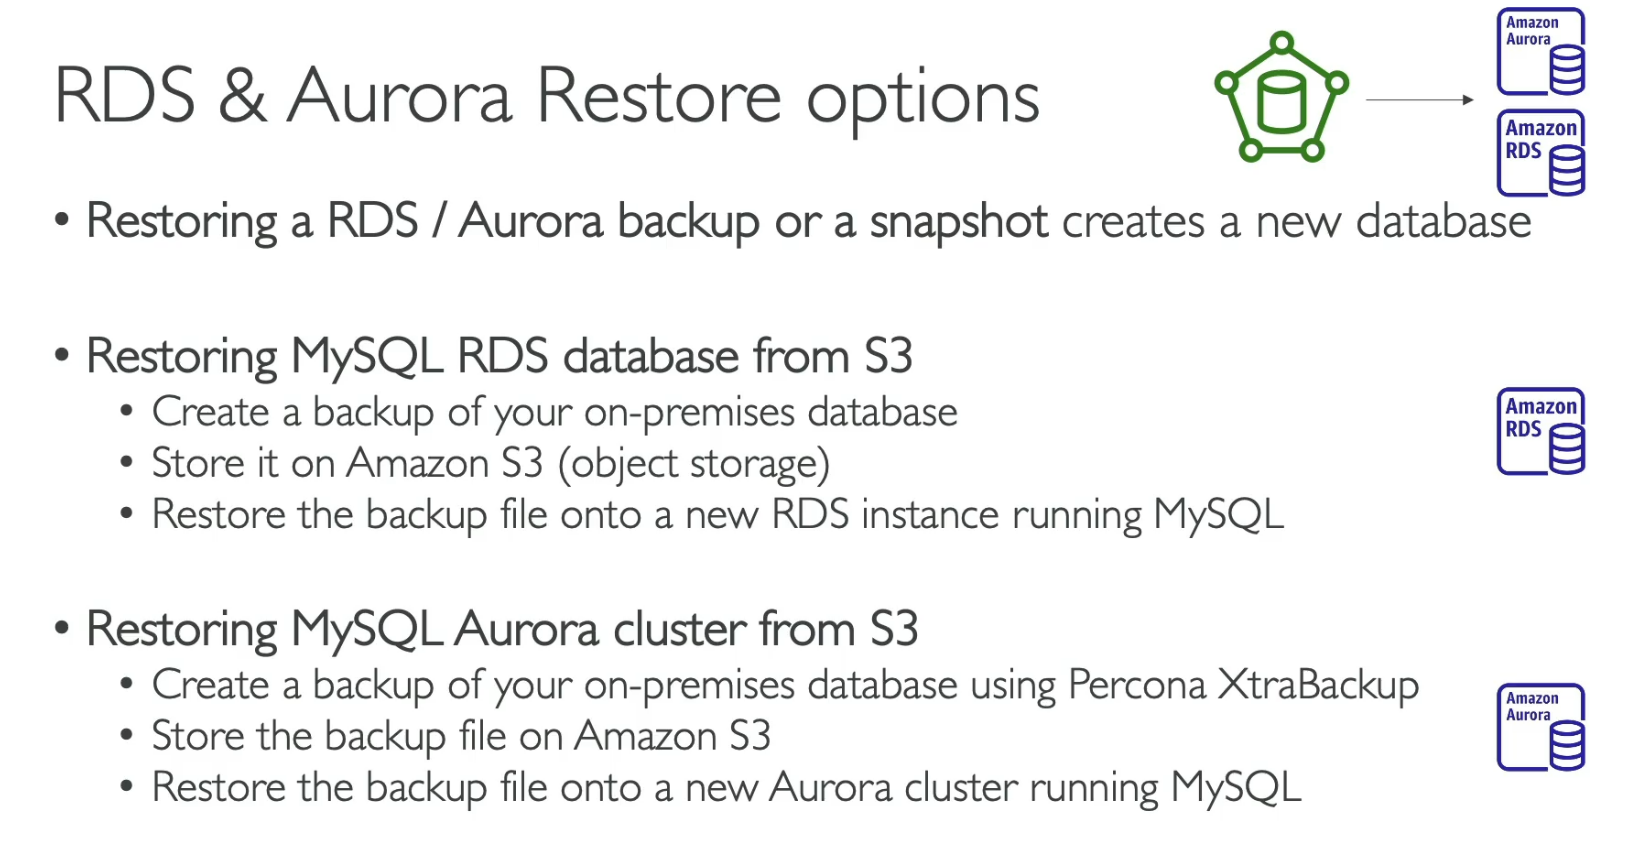 RDS & Aurora Restore options
Amazon
Aurora
Amazon
RDS
• Restoring a RDS / Aurora backup or a snapshot creates a new database
• Restoring MySQL RDS database from S3
• Create a backup of your on-premises database
• Store it on Amazon S3 (object storage)
• Restore the backup file onto a new RDS instance running MySQL
Amazon
RDS
• Restoring MySQL Aurora cluster from S3
• Create a backup of your on-premises database using Percona XtraBackup
• Store the backup file on Amazon S3
• Restore the backup file onto a new Aurora cluster running MySQL
Amazon
Aurora